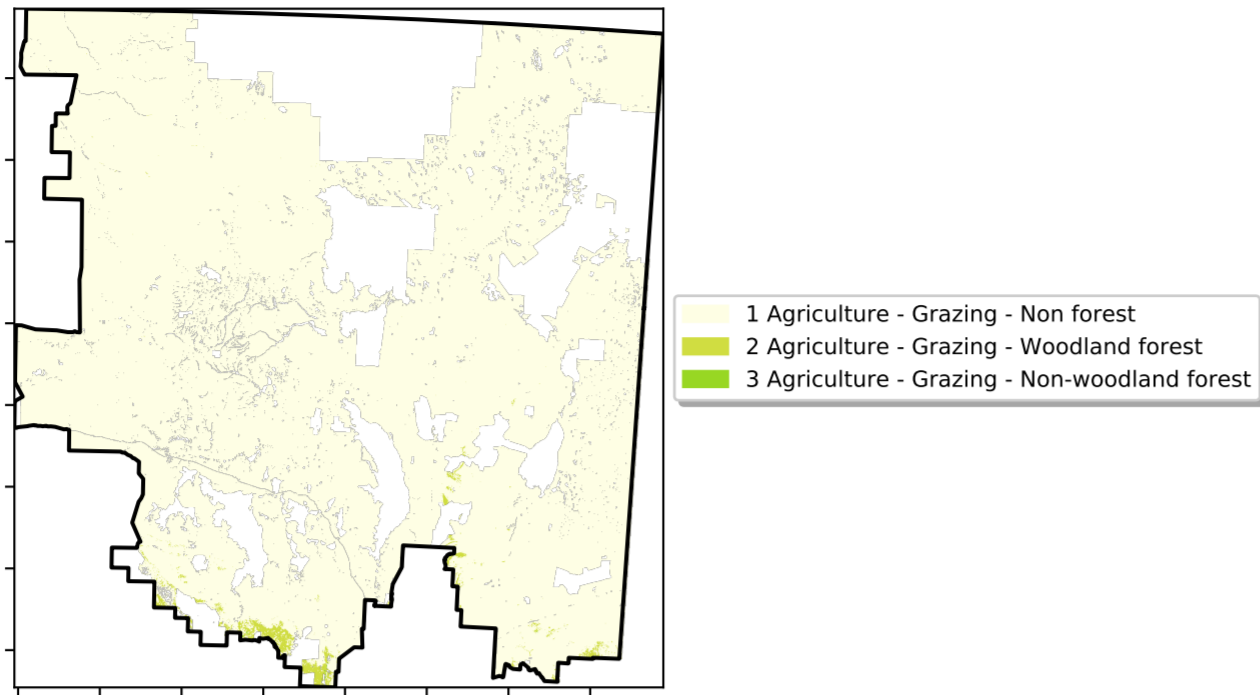 1 Agriculture - Grazing - Non forest
2 Agriculture - Grazing - Woodland forest
3 Agriculture - Grazing - Non-woodland forest